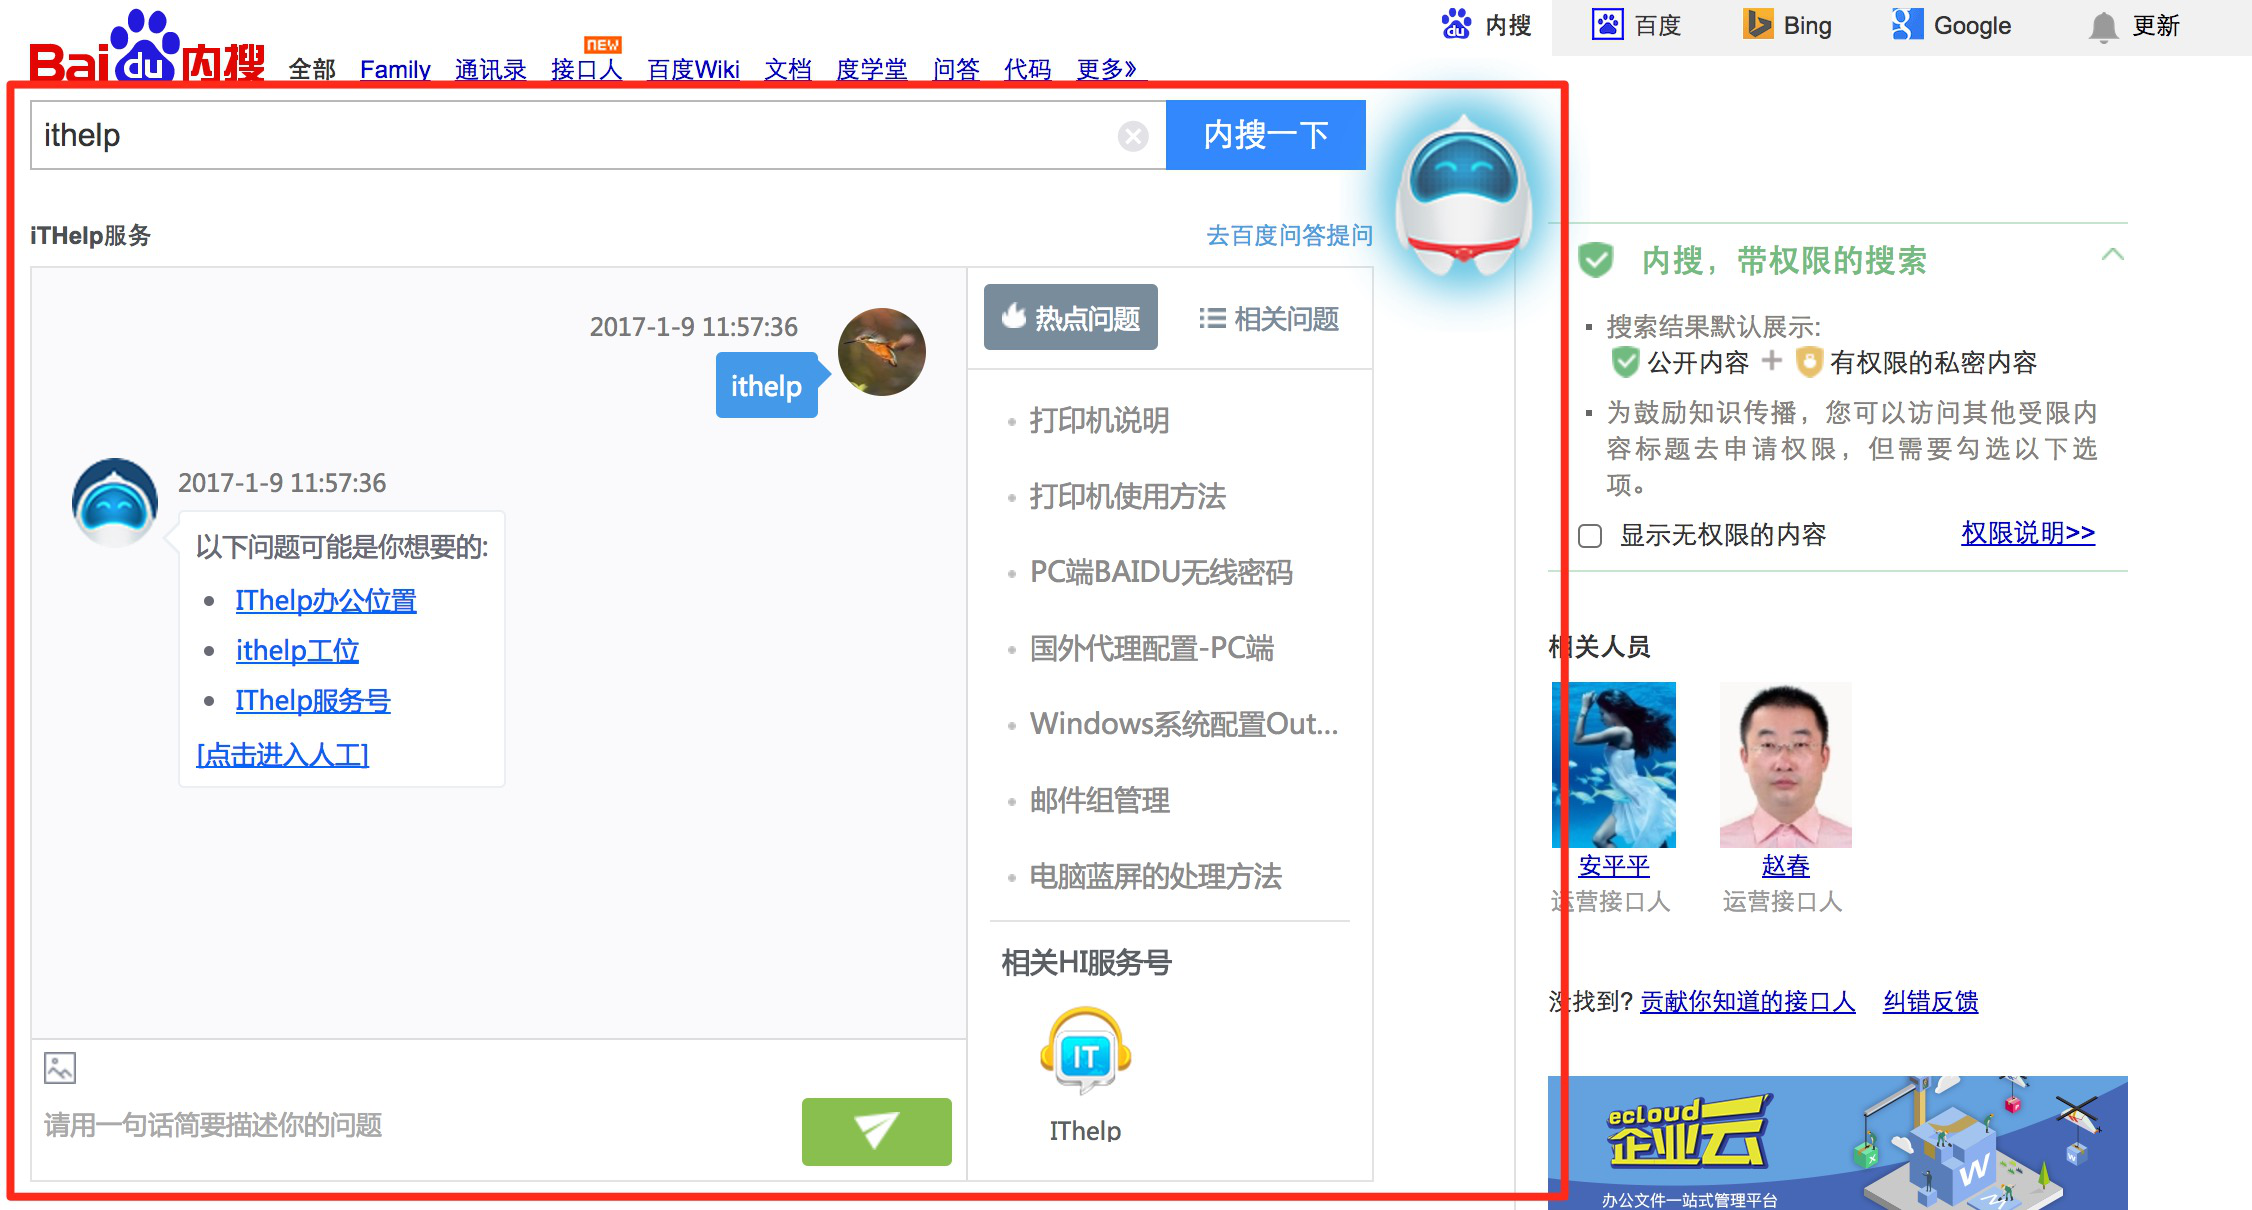 内搜 百度 Bing Google 更新
Baidu内搜 全部 Family 通讯录 接口人 NEW 百度Wiki 文档 度学堂 问答 代码 更多》
ithelp 内搜一下
iTHelp服务 去百度问答提问
2017-1-9 11:57:36
ithelp
2017-1-9 11:57:36
以下问题可能是你想要的:
IThelp办公位置
ithelp工位
IThelp服务号
[点击进入人工]
请用一句话简要描述你的问题
热点问题 相关问题
打印机说明
打印机使用方法
PC端BAIDU无线密码
国外代理配置-PC端
Windows系统配置Out...
邮件组管理
电脑蓝屏的处理方法
相关HI服务号
IT
IThelp
内搜，带权限的搜索
搜索结果默认展示:
公开内容 + 有权限的私密内容
为鼓励知识传播，您可以访问其他受限内
容标题去申请权限，但需要勾选以下选
项。
显示无权限的内容 权限说明>>
相关人员
安平平 赵春
运营接口人 运营接口人
没找到? 贡献你知道的接口人 纠错反馈
ecloud
企业云
办公文件一站式管理平台
W